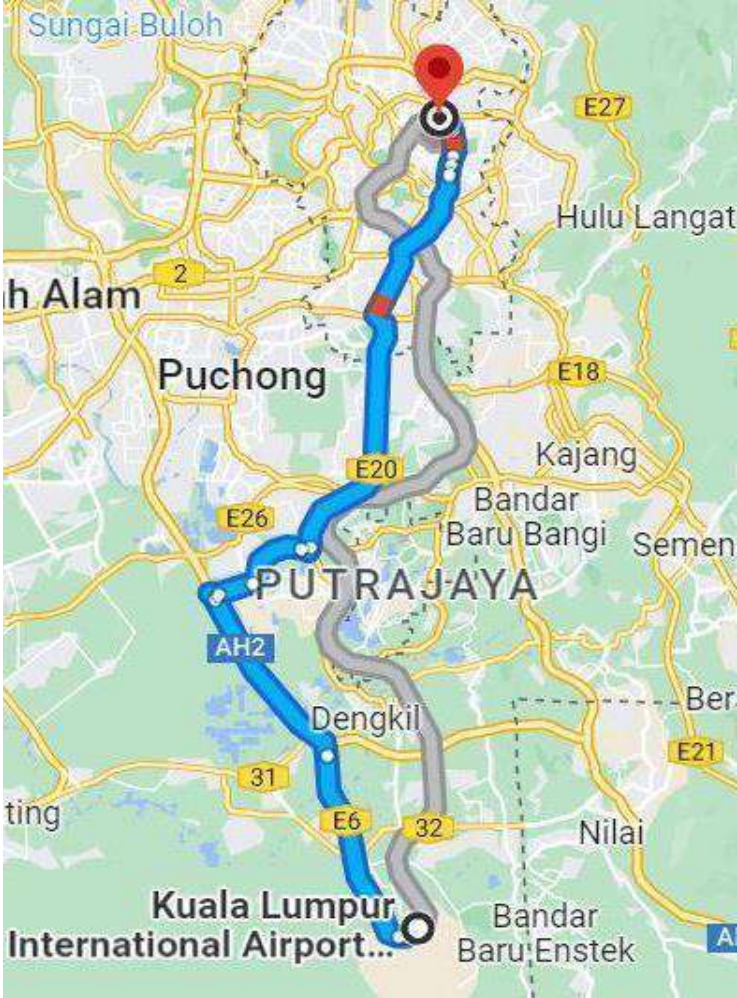 Sungai Buloh
E27
Hulu Langat
2
h Alam
Puchong
E18
E20
Kajang
E26
Bandar
Baru Bangi
Semen
PUTRAJAYA
AH2
Ber
Dengkil
E21
31
ting
E6
32
Nilai
Kuala Lumpur
International Airport...
Bandar
Baru Enstek
A